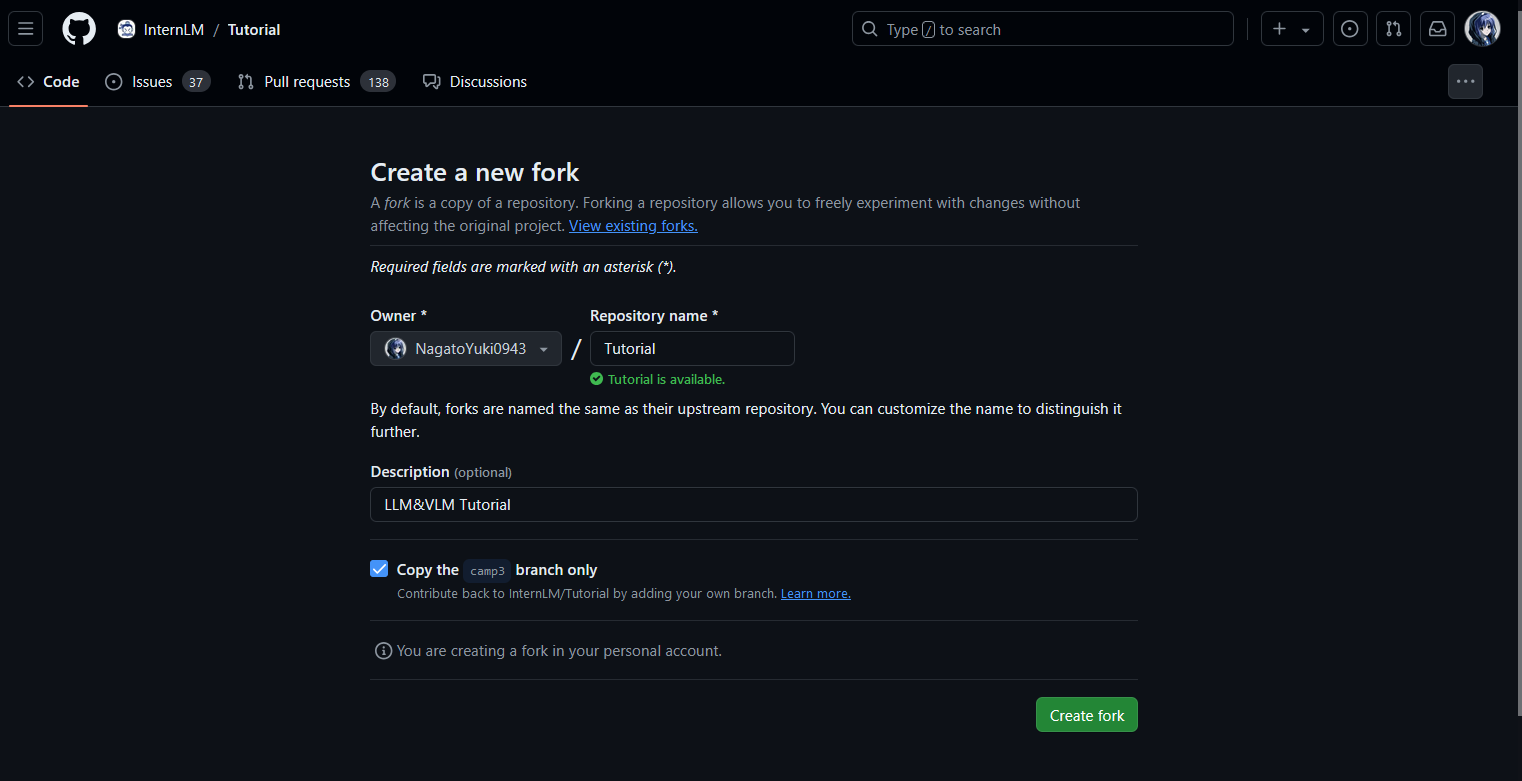 InternLM / Tutorial
Type / to search
Code Issues 37 Pull requests 138 Discussions
Create a new fork
A fork is a copy of a repository. Forking a repository allows you to freely experiment with changes without
affecting the original project. View existing forks.
Required fields are marked with an asterisk (*).
Owner * Repository name *
NagatoYuki0943 / Tutorial
Tutorial is available.
By default, forks are named the same as their upstream repository. You can customize the name to distinguish it
further.
Description (optional)
LLM&VLM Tutorial
Copy the camp3 branch only
Contribute back to InternLM/Tutorial by adding your own branch. Learn more.
You are creating a fork in your personal account.
Create fork